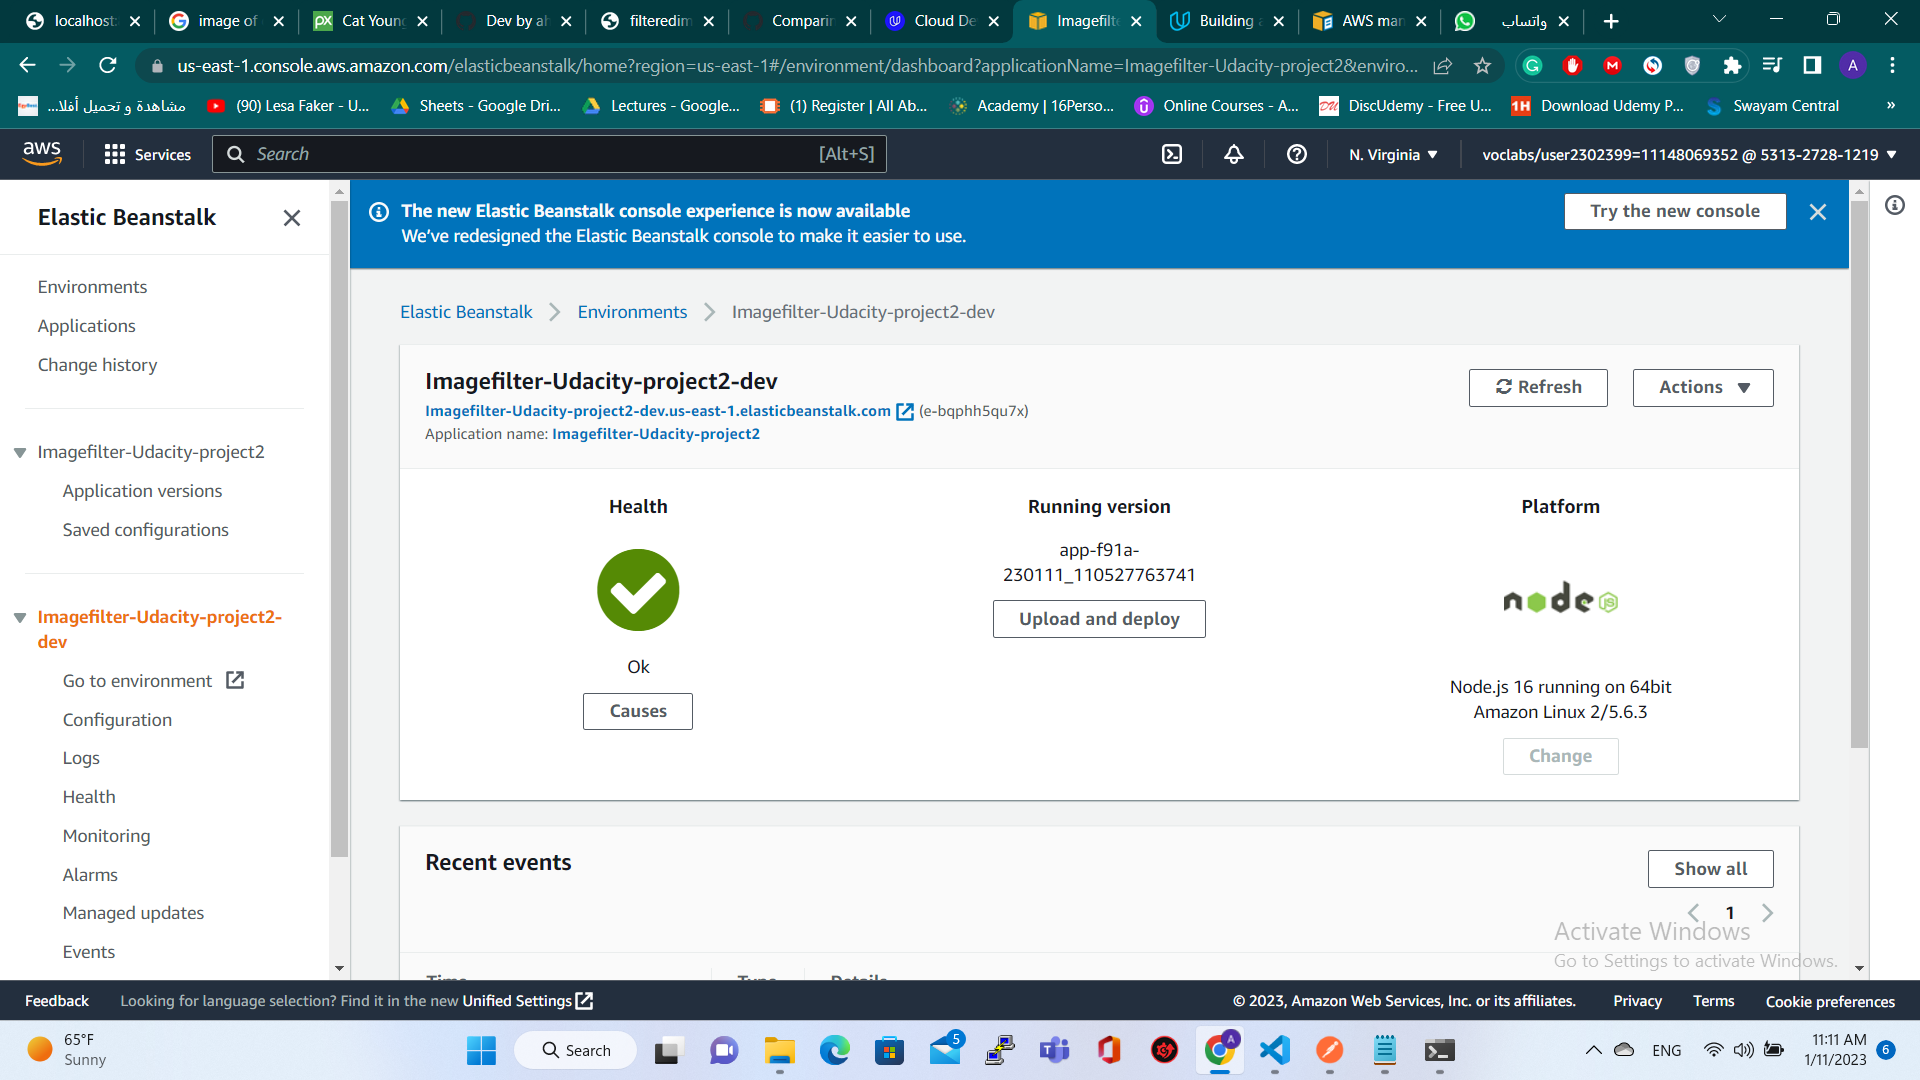 localhost:
image of
Cat Young
Dev by ah
filteredim
Comparin
Cloud De
Imagefilte
Building a
AWS man
واتساب
us-east-1.console.aws.amazon.com/elasticbeanstalk/home?region=us-east-1#/environment/dashboard?applicationName=Imagefilter-Udacity-project2&enviro...
A
مشاهدة و تحميل أفلا...
(90) Lesa Faker - U...
Sheets - Google Dri...
Lectures - Google...
(1) Register | All Ab...
Academy | 16Perso...
Online Courses - A...
DiscUdemy - Free U...
Download Udemy P...
Swayam Central
»
aws
Services
Search
[Alt+S]
N. Virginia
voclabs/user2302399=11148069352 @ 5313-2728-1219
Elastic Beanstalk
Environments
Applications
Change history
Imagefilter-Udacity-project2
Application versions
Saved configurations
Imagefilter-Udacity-project2-
dev
Go to environment
Configuration
Logs
Health
Monitoring
Alarms
Managed updates
Events
The new Elastic Beanstalk console experience is now available
We've redesigned the Elastic Beanstalk console to make it easier to use.
Try the new console
Elastic Beanstalk
Environments
Imagefilter-Udacity-project2-dev
Imagefilter-Udacity-project2-dev
Imagefilter-Udacity-project2-dev.us-east-1.elasticbeanstalk.com (e-bqphh5qu7x)
Application name: Imagefilter-Udacity-project2
Refresh
Actions
Health
Ok
Causes
Running version
app-f91a-
230111_110527763741
Upload and deploy
Platform
node JS
Node.js 16 running on 64bit
Amazon Linux 2/5.6.3
Change
Recent events
Show all
1
Time
Type
Details
Activate Windows
Go to Settings to activate Windows.
Feedback
Looking for language selection? Find it in the new Unified Settings
© 2023, Amazon Web Services, Inc. or its affiliates.
Privacy
Terms
Cookie preferences
65°F
Sunny
Search
5
A
ENG
11:11 AM
1/11/2023
6